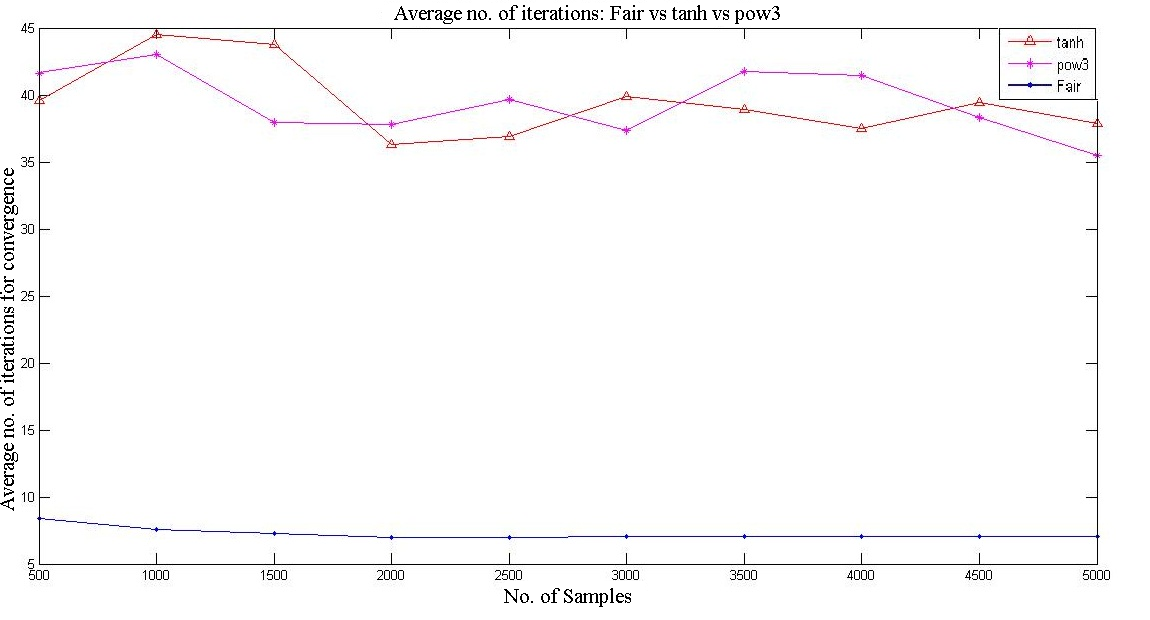 Average no. of iterations: Fair vs tanh vs pow3
45
40
35
30
25
20
15
10
5
Average no. of iterations for convergence
tanh
pow3
Fair
500 1000 1500 2000 2500 3000 3500 4000 4500 5000
No. of Samples